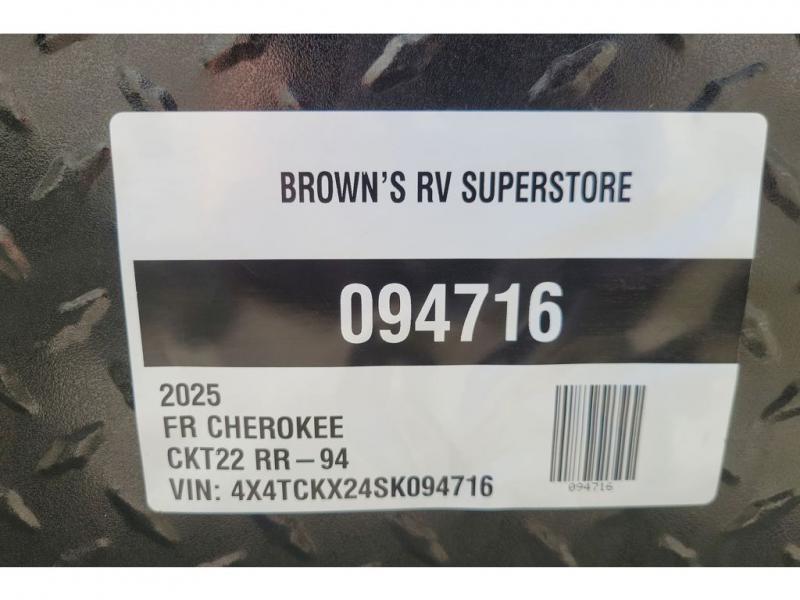 BROWN'S RV SUPERSTORE
094716
2025
FR CHEROKEE
CKT22 RR–94
VIN: 4X4TCKX24SK094716
094716